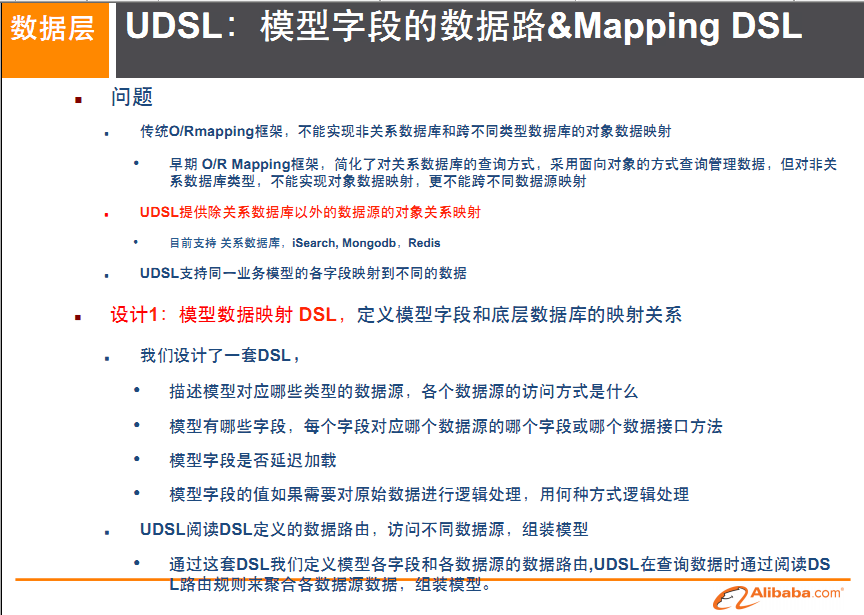 数据层
UDSL：模型字段的数据路&Mapping DSL
问题
传统O/Rmapping框架，不能实现非关系数据库和跨不同类型数据库的对象数据映射
早期 O/R Mapping框架，简化了对关系数据库的查询方式，采用面向对象的方式查询管理数据，但对非关
系数据库类型，不能实现对象数据映射，更不能跨不同数据源映射
UDSL提供除关系数据库以外的数据源的对象关系映射
目前支持 关系数据库，iSearch, Mongodb，Redis
UDSL支持同一业务模型的各字段映射到不同的数据
设计1：模型数据映射 DSL，定义模型字段和底层数据库的映射关系
我们设计了一套DSL，
描述模型对应哪些类型的数据源，各个数据源的访问方式是什么
模型有哪些字段，每个字段对应哪个数据源的哪个字段或哪个数据接口方法
模型字段是否延迟加载
模型字段的值如果需要对原始数据进行逻辑处理，用何种方式逻辑处理
UDSL阅读DSL定义的数据路由，访问不同数据源，组装模型
通过这套DSL我们定义模型各字段和各数据源的数据路由,UDSL在查询数据时通过阅读DS
L路由规则来聚合各数据源数据，组装模型。
Alibaba.com®